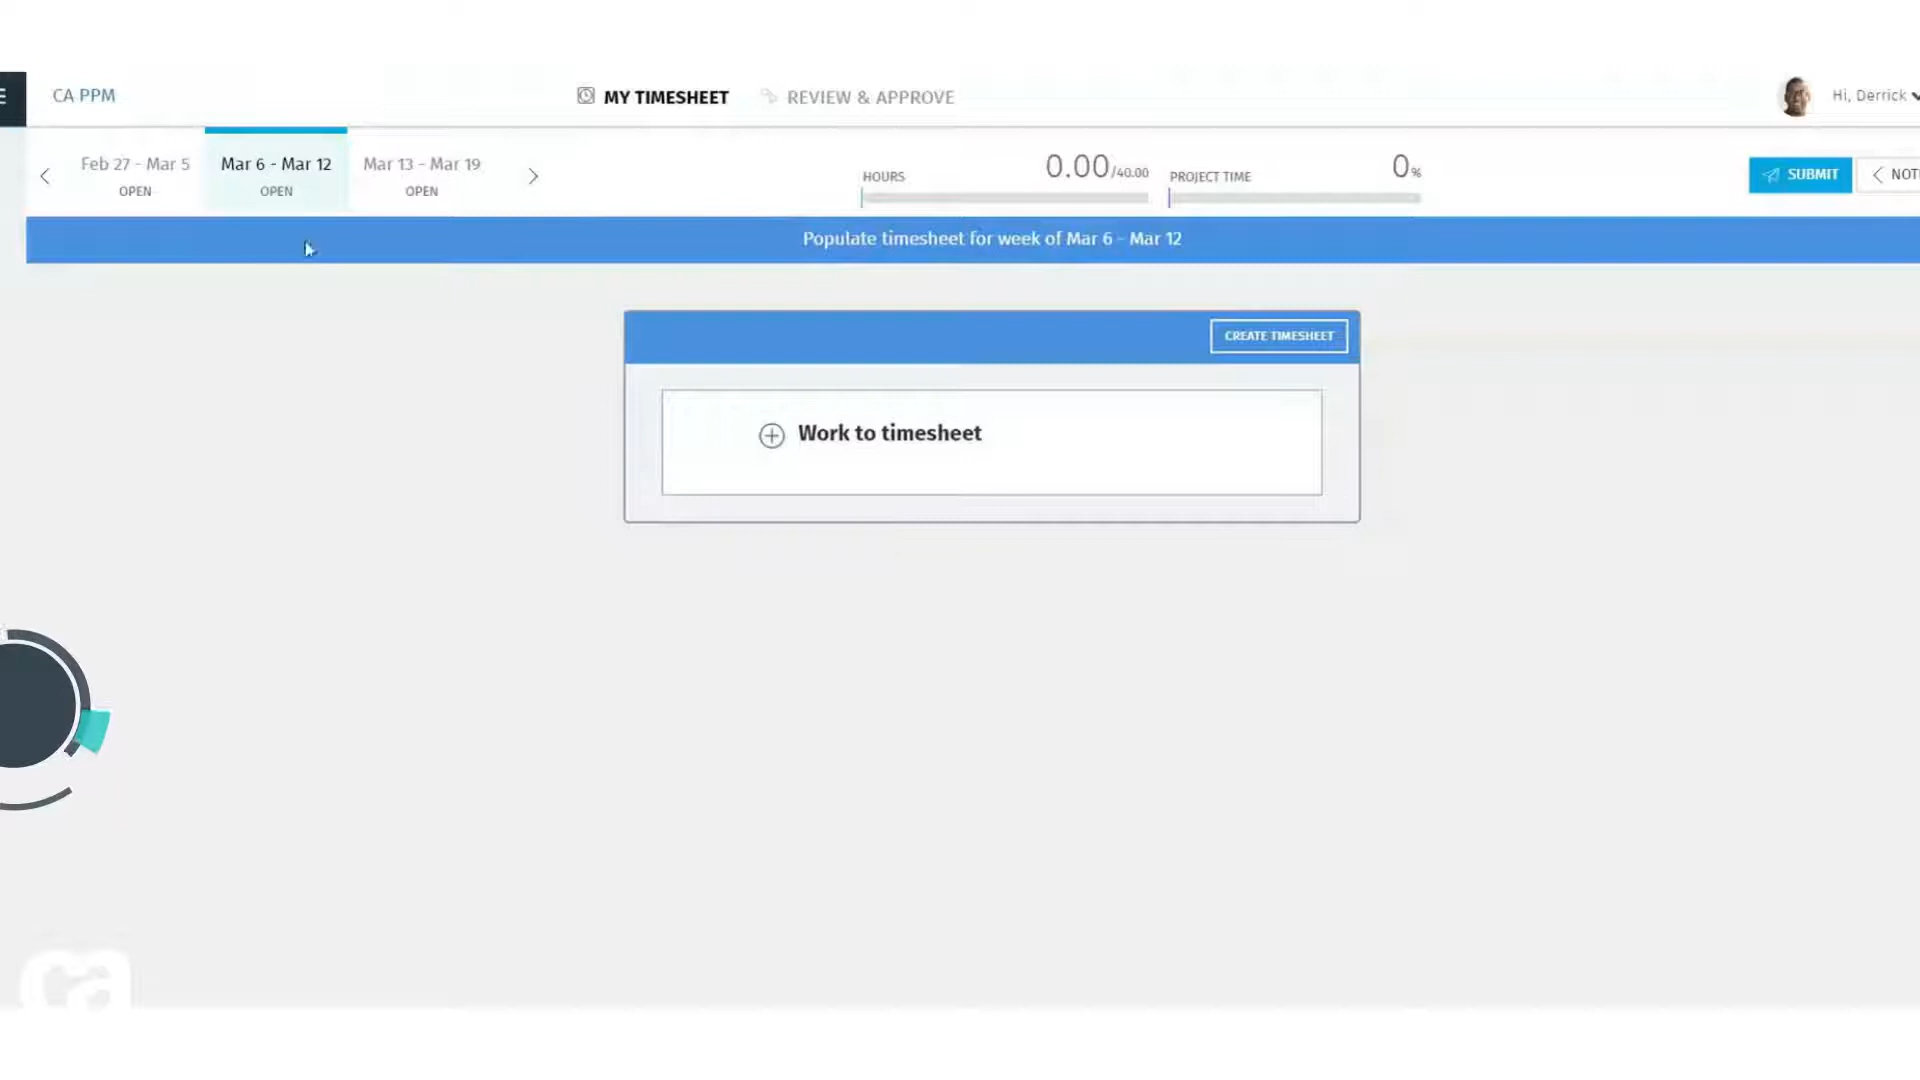 CA PPM
MY TIMESHEET
REVIEW & APPROVE
Hi, Derrick
Feb 27 - Mar 5
OPEN
Mar 6 - Mar 12
OPEN
Mar 13 - Mar 19
OPEN
HOURS
0.00/40.00
PROJECT TIME
0%
SUBMIT
NOT
Populate timesheet for week of Mar 6 - Mar 12
CREATE TIMESHEET
Work to timesheet
ca